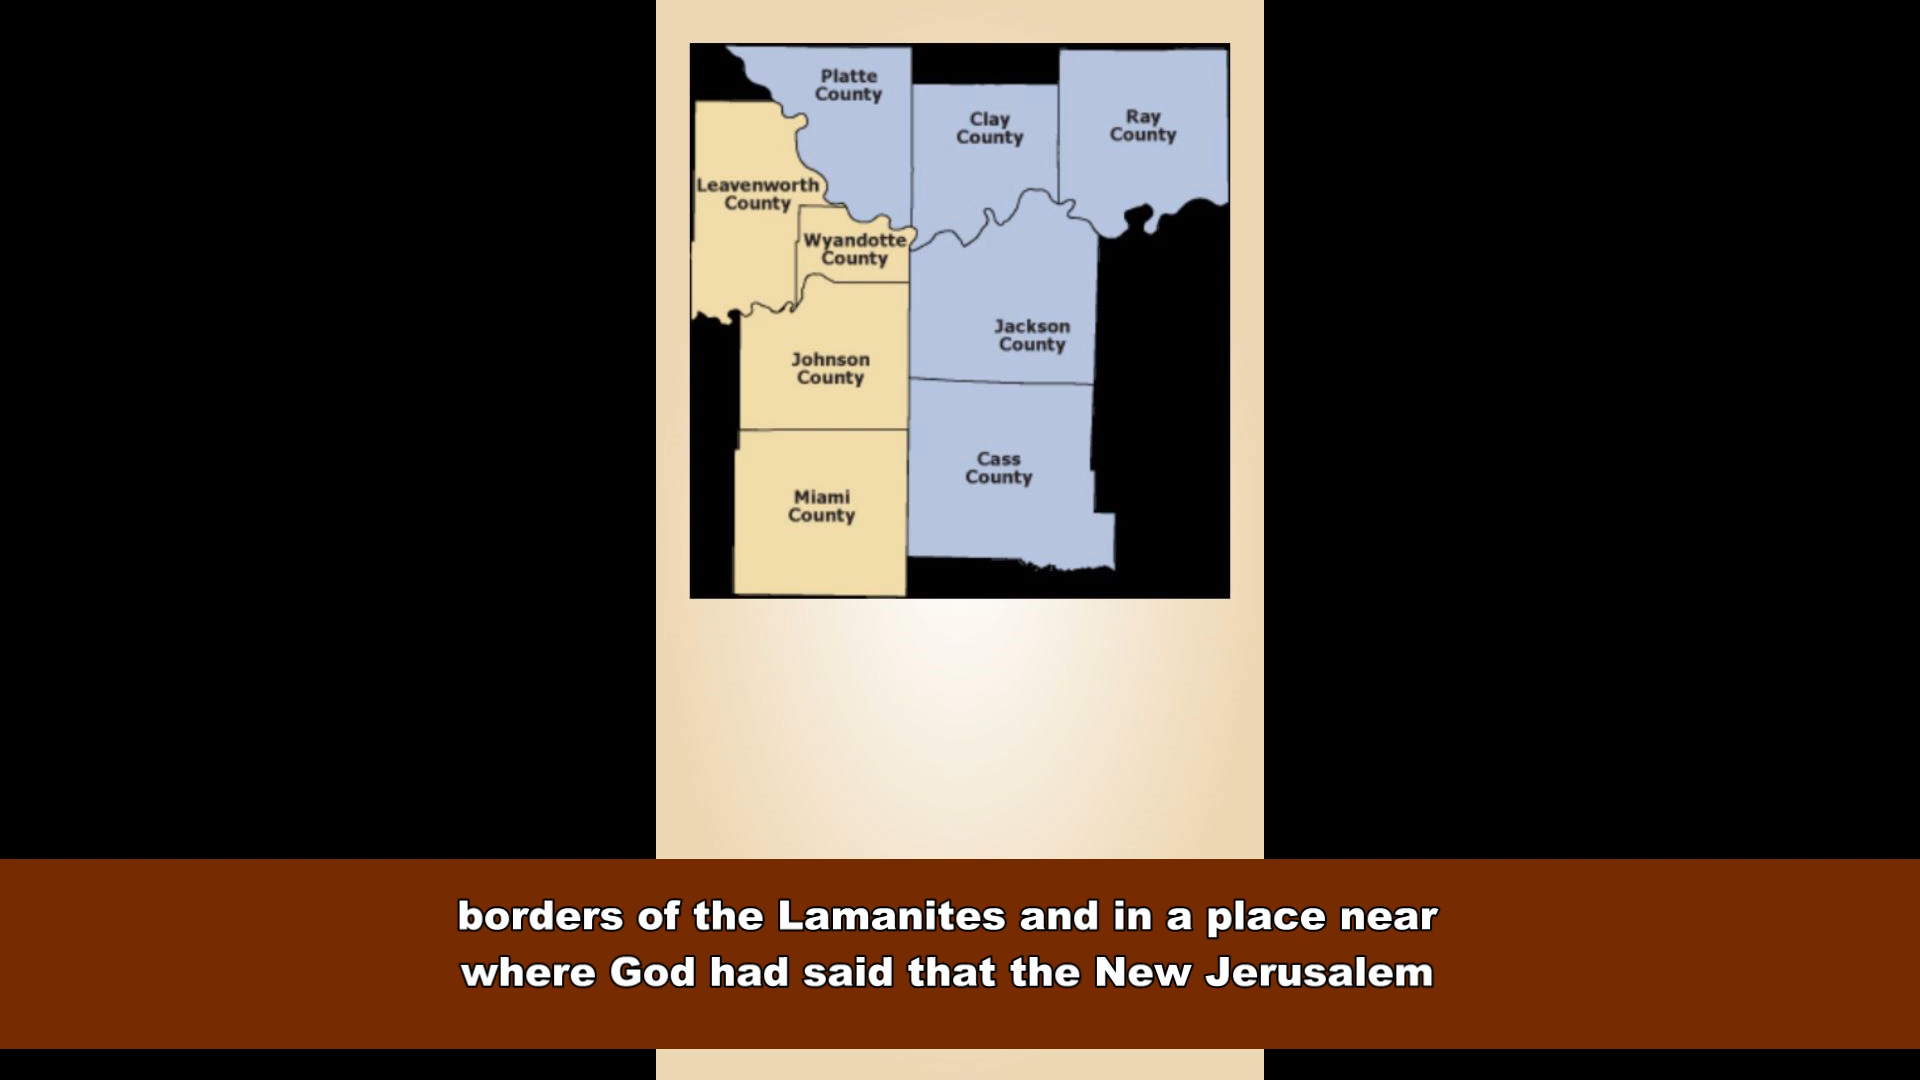 Platte
County
Clay
County
Ray
County
Leavenworth
County
Wyandotte
County
Jackson
County
Johnson
County
Cass
County
Miami
County
borders of the Lamanites and in a place near
where God had said that the New Jerusalem